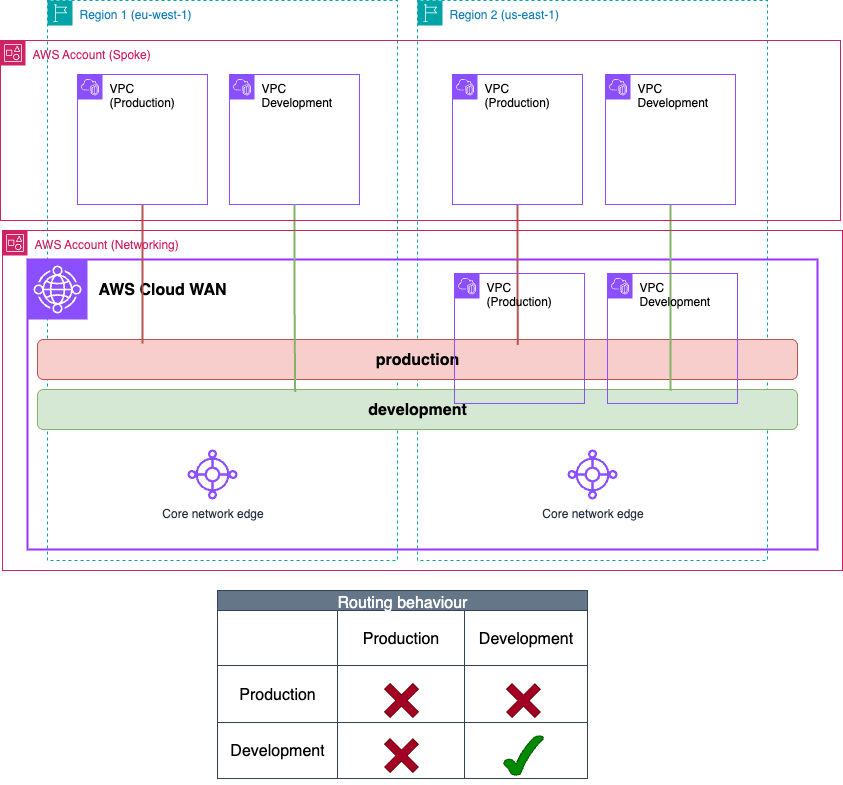 Region 1 (eu-west-1)
Region 2 (us-east-1)
AWS Account (Spoke)
VPC
(Production)
VPC
Development
VPC
(Production)
VPC
Development
AWS Account (Networking)
AWS Cloud WAN
VPC
(Production)
VPC
Development
production
development
Core network edge
Core network edge
Routing behaviour
Production
Development
Production
Development